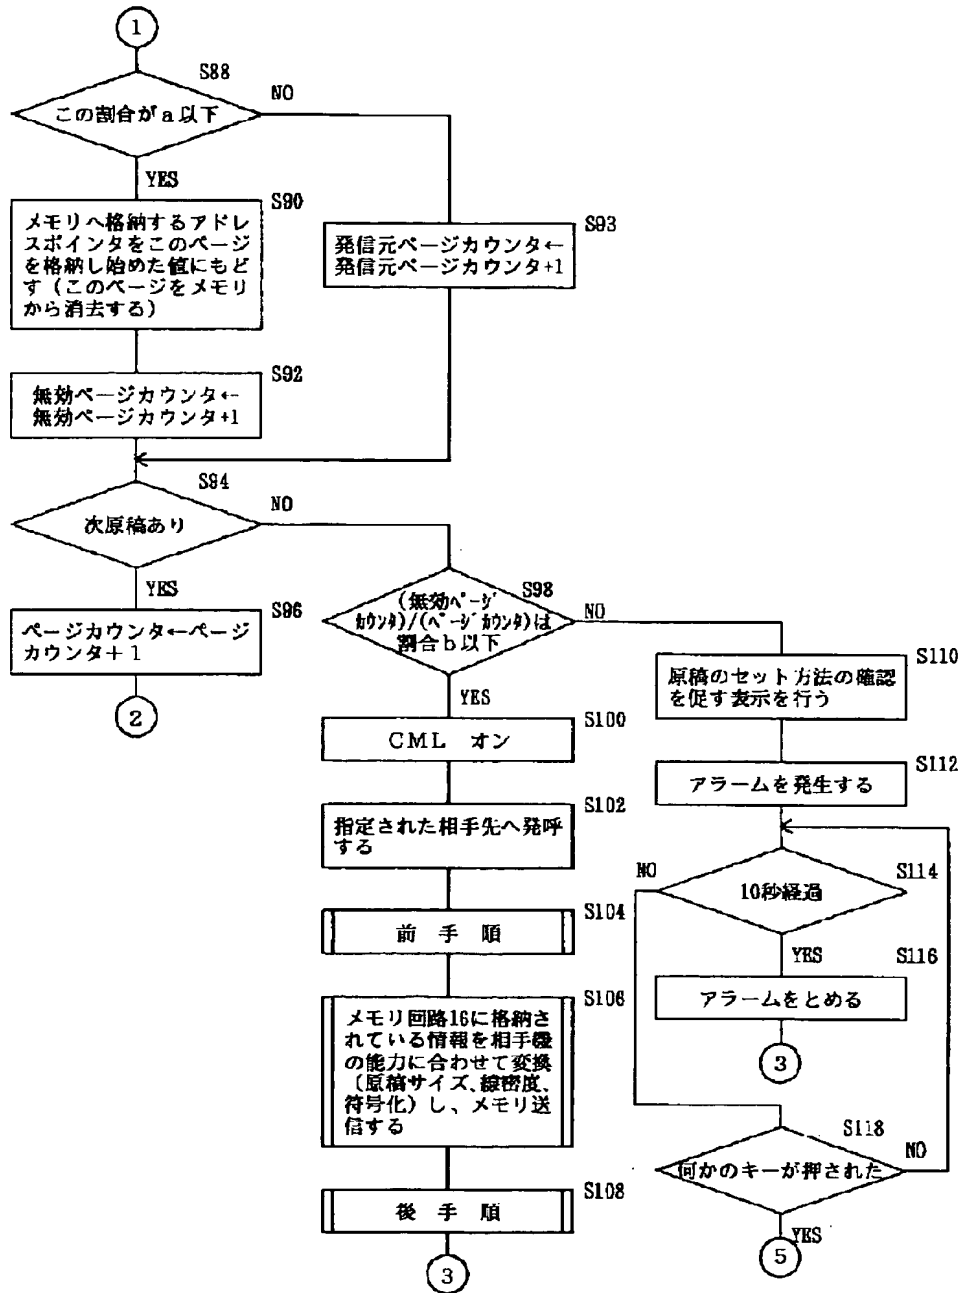 1
S88
この割合がa以下
NO
YES
S90
メモリへ格納するアドレ
スポインタをこのページ
を格納し始めた値にもど
す(このページをメモリ
から消去する)
S93
発信元ページカウンタ←
発信元ページカウンタ+1
S92
無効ページカウンタ←
無効ページカウンタ+1
S94
次原稿あり
NO
YES
S96
ページカウンタ←ページ
カウンタ+1
2
S98
(無効ページ
カウンタ)/(ページカウンタ)は
割合b以下
NO
YES
S100
CML オン
S102
指定された相手先へ発呼
する
S104
前 手 順
S106
メモリ回路16に格納され
ている情報を相手機
の能力に合わせて変換
(原稿サイズ、線密度、
符号化)し、メモリ送
信する
S108
後 手 順
3
S110
原稿のセット方法の確認
を促す表示を行う
S112
アラームを発生する
S114
10秒経過
NO
YES
S116
アラームをとめる
3
S118
何かのキーが押された
NO
YES
5